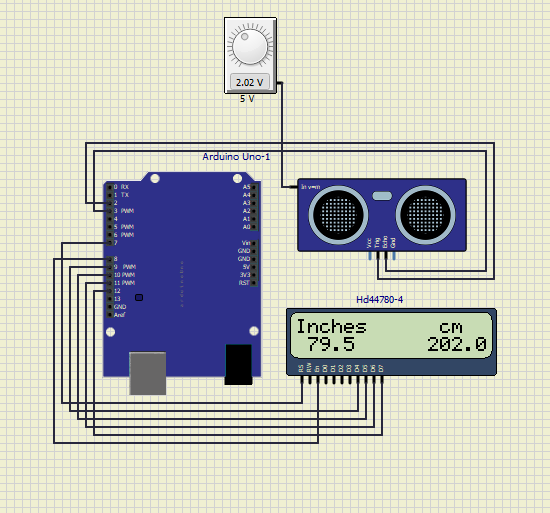 2.02 V
5 V
Arduino Uno-1
0 RX
1 TX
2
3 PWM
4
5 PWM
6 PWM
7
8
9 PWM
10 PWM
11 PWM
12
13
GND
Aref
A5
A4
A3
A2
A1
A0
Vin
GND
GND
5V
3V3
RST
In v=m
Vcc
Trig
Echo
Gnd
Hd44780-4
Inches cm
79.5 202.0
RS RW En D0 D1 D2 D3 D4 D5 D6 D7